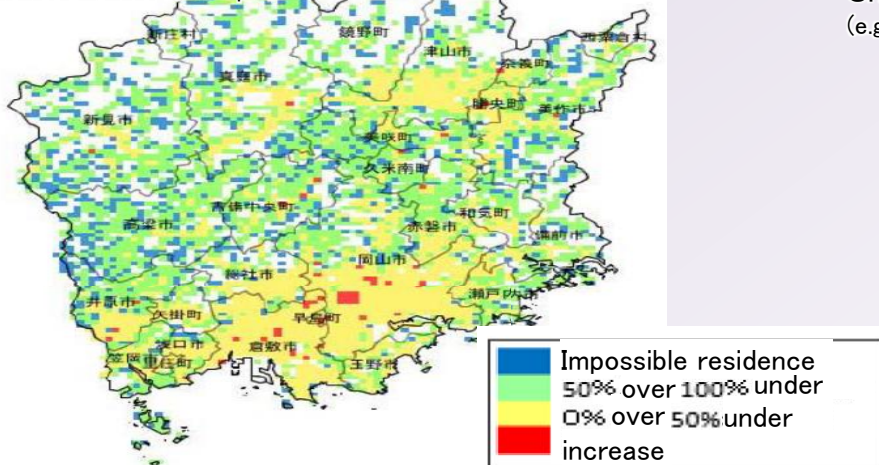 (e.g
新庄村
鏡野町
津山市
西粟倉村
真庭市
奈義町
勝央町
美作市
新見市
美咲町
久米南町
吉備中央町
和気町
高梁市
赤磐市
備前市
岡山市
総社市
瀬戸内市
井原市
矢掛町
早島町
浅口市
倉敷市
笠岡市
里庄町
玉野市
Impossible residence
50% over 100% under
0% over 50% under
increase